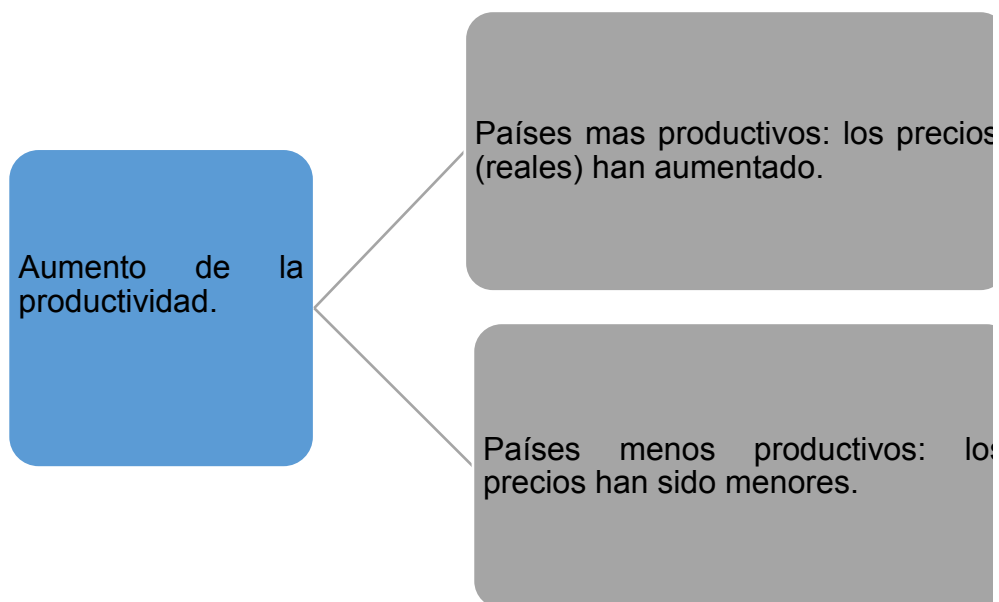 Aumento de la
productividad.
Países mas productivos: los precios
(reales) han aumentado.
Países menos productivos: los
precios han sido menores.